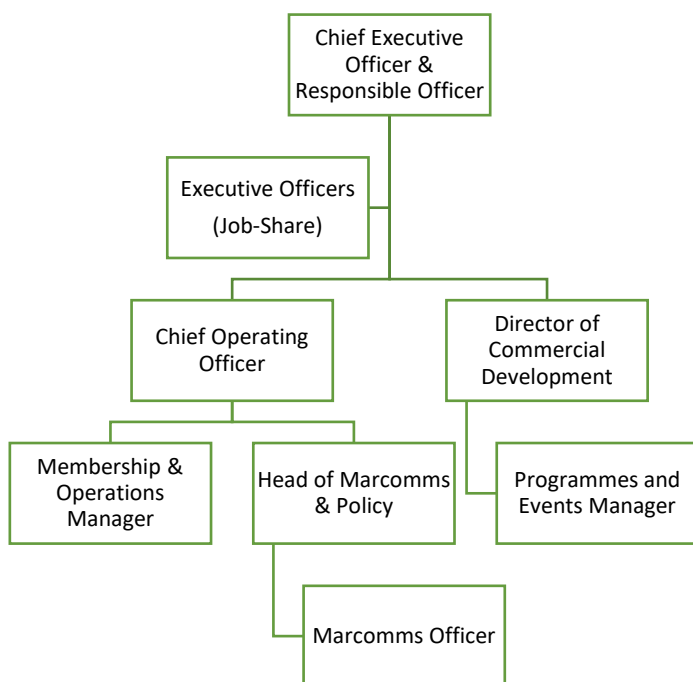 Chief Executive
Officer &
Responsible Officer
Executive Officers
(Job-Share)
Chief Operating
Officer
Director of
Commercial
Development
Membership &
Operations
Manager
Head of Marcomms
& Policy
Programmes and
Events Manager
Marcomms Officer